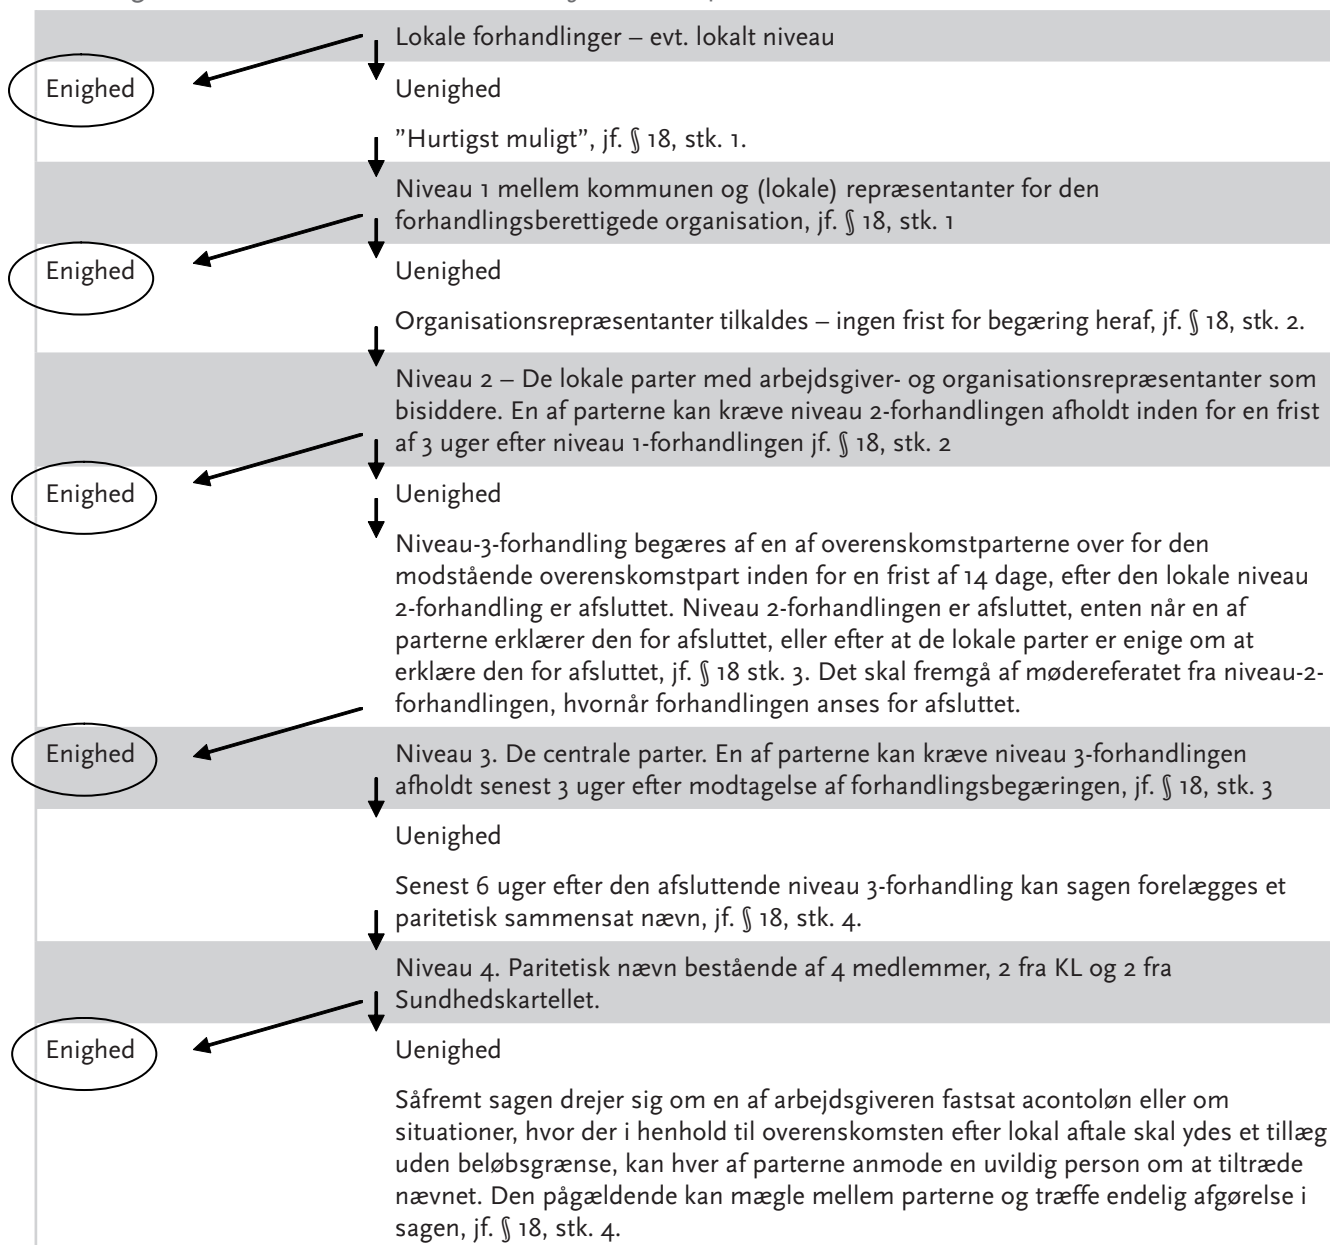 Lokale forhandlinger – evt. lokalt niveau
Enighed
Uenighed
”Hurtigst muligt”, jf. § 18, stk. 1.
Niveau 1 mellem kommunen og (lokale) repræsentanter for den
forhandlingsberettigede organisation, jf. § 18, stk. 1
Enighed
Uenighed
Organisationsrepræsentanter tilkaldes – ingen frist for begæring heraf, jf. § 18, stk. 2.
Niveau 2 – De lokale parter med arbejdsgiver- og organisationsrepræsentanter som
bisiddere. En af parterne kan kræve niveau 2-forhandlingen afholdt inden for en frist
af 3 uger efter niveau 1-forhandlingen jf. § 18, stk. 2
Enighed
Uenighed
Niveau-3-forhandling begæres af en af overenskomstparterne over for den
modstående overenskomstpart inden for en frist af 14 dage, efter den lokale niveau
2-forhandling er afsluttet. Niveau 2-forhandlingen er afsluttet, enten når en af
parterne erklærer den for afsluttet, eller efter at de lokale parter er enige om at
erklære den for afsluttet, jf. § 18 stk. 3. Det skal fremgå af mødereferatet fra niveau-2-
forhandlingen, hvornår forhandlingen anses for afsluttet.
Enighed
Niveau 3. De centrale parter. En af parterne kan kræve niveau 3-forhandlingen
afholdt senest 3 uger efter modtagelse af forhandlingsbegæringen, jf. § 18, stk. 3
Uenighed
Senest 6 uger efter den afsluttende niveau 3-forhandling kan sagen forelægges et
paritetisk sammensat nævn, jf. § 18, stk. 4.
Niveau 4. Paritetisk nævn bestående af 4 medlemmer, 2 fra KL og 2 fra
Sundhedskartellet.
Enighed
Uenighed
Såfremt sagen drejer sig om en af arbejdsgiveren fastsat acontoløn eller om
situationer, hvor der i henhold til overenskomsten efter lokal aftale skal ydes et tillæg
uden beløbsgrænse, kan hver af parterne anmode en uvildig person om at tiltræde
nævnet. Den pågældende kan mægle mellem parterne og træffe endelig afgørelse i
sagen, jf. § 18, stk. 4.